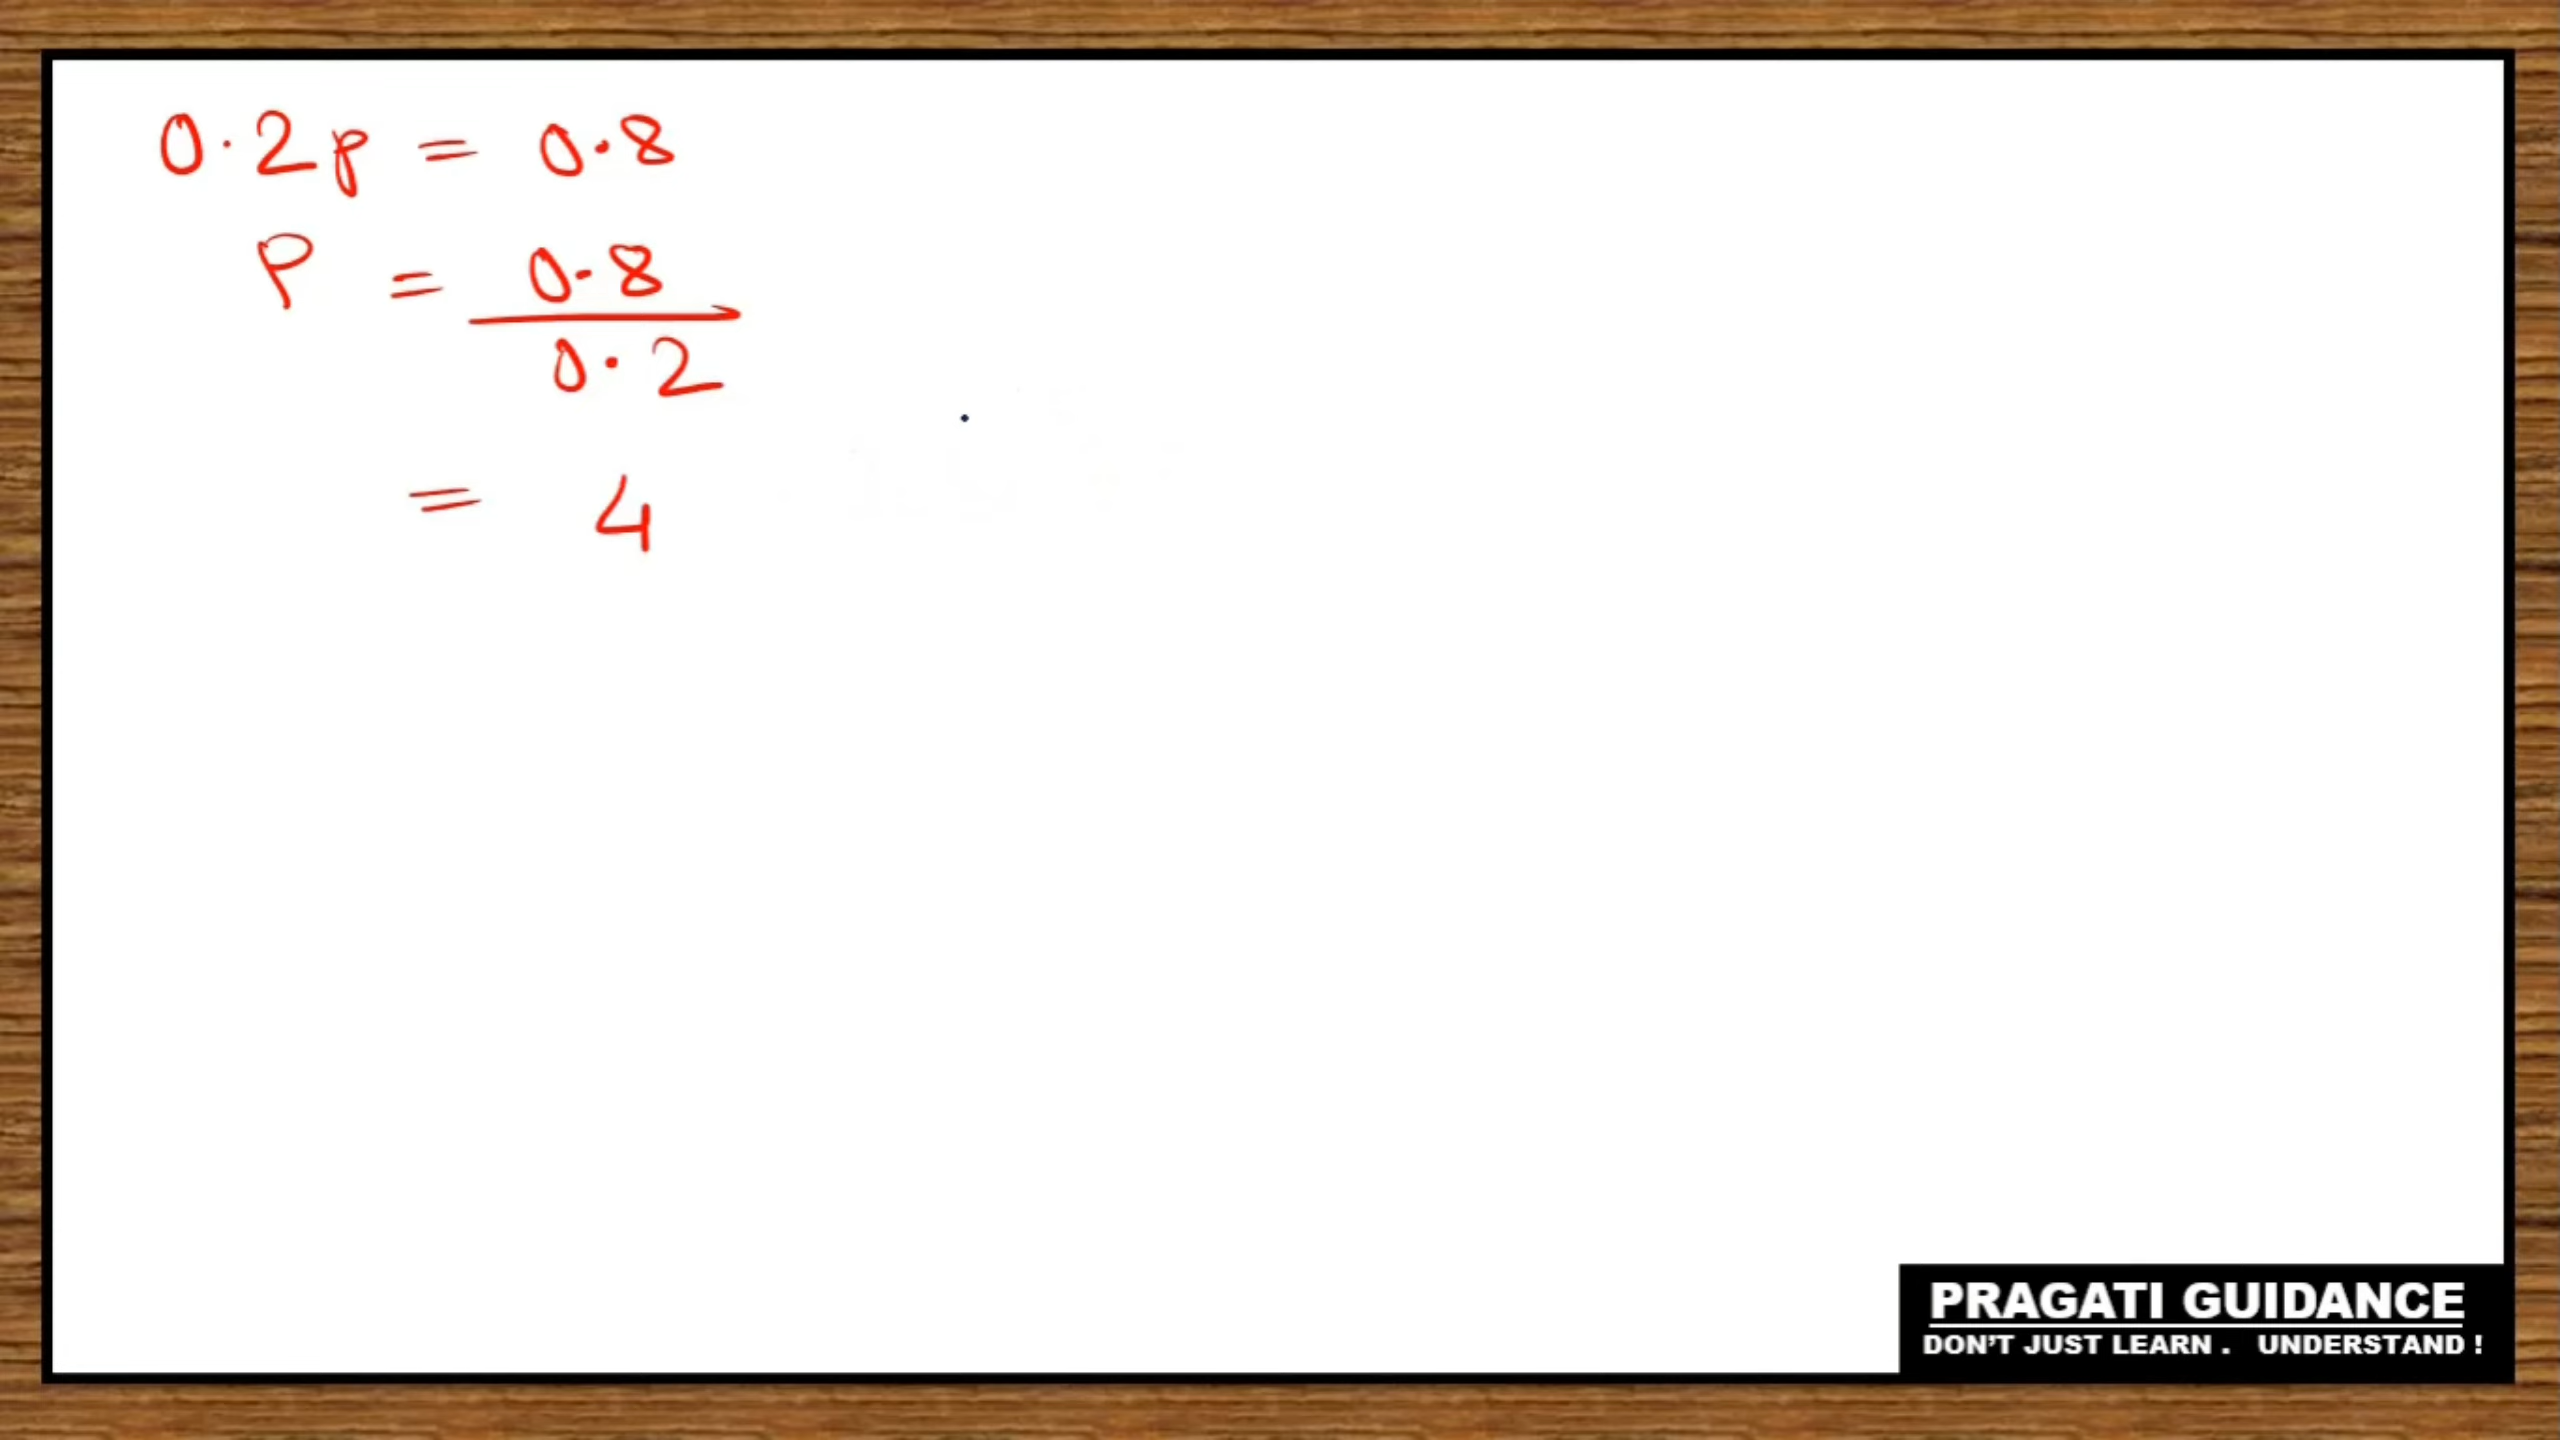 0.2p = 0.8
P = 0.8
0.2
= 4
PRAGATI GUIDANCE
DON'T JUST LEARN. UNDERSTAND!